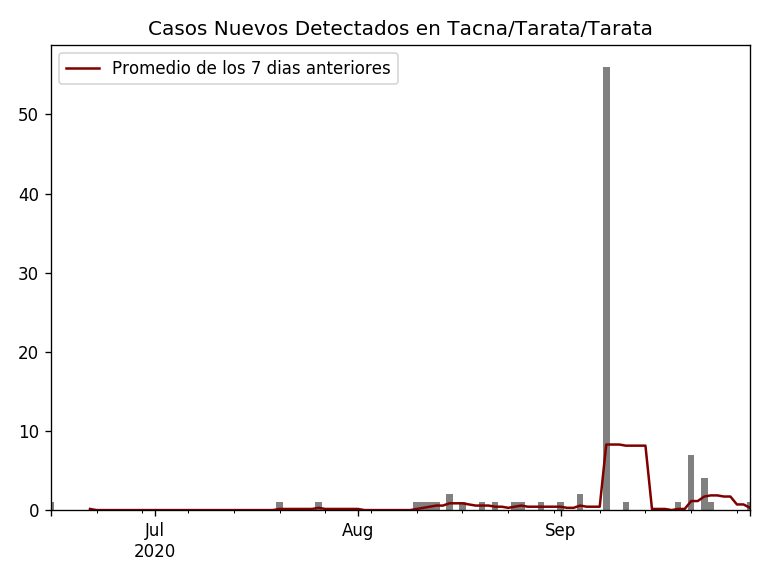 Casos Nuevos Detectados en Tacna/Tarata/Tarata
Promedio de los 7 dias anteriores
50
40
30
20
10
0
Jul
2020
Aug
Sep